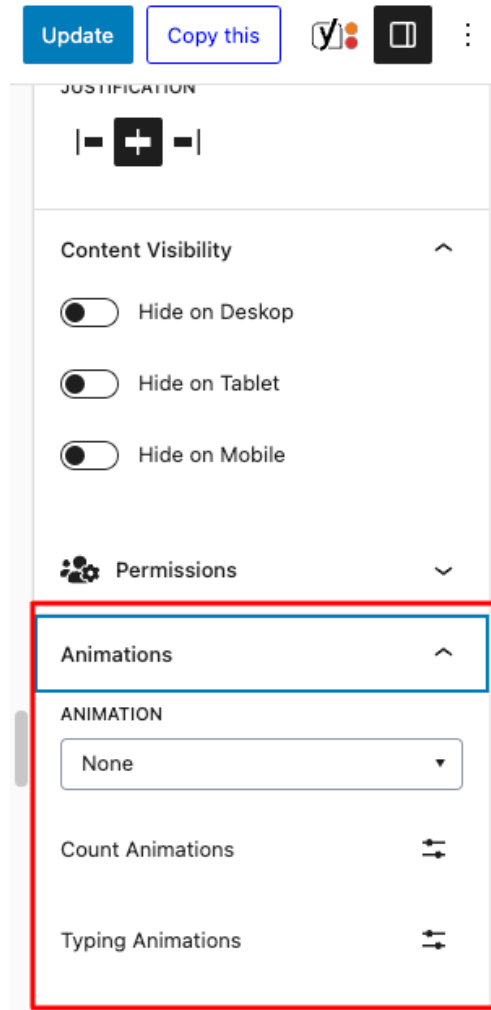 Update Copy this
JUSTIFICATION
Content Visibility
Hide on Deskop
Hide on Tablet
Hide on Mobile
Permissions
Animations
ANIMATION
None
Count Animations
Typing Animations